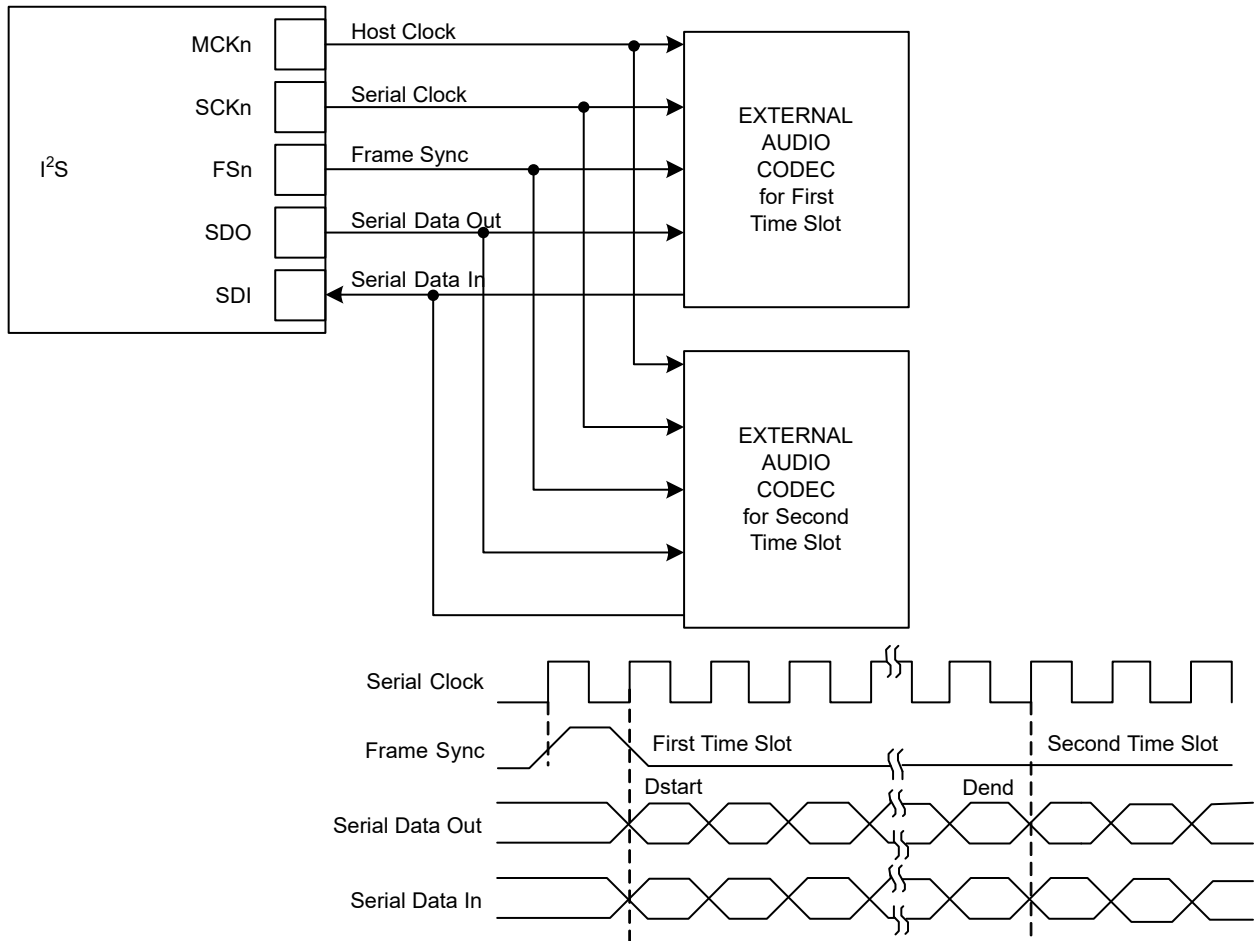 MCKn
Host Clock
SCKn
Serial Clock
I²S
FSn
Frame Sync
SDO
Serial Data Out
SDI
Serial Data In
EXTERNAL
AUDIO
CODEC
for First
Time Slot
EXTERNAL
AUDIO
CODEC
for Second
Time Slot
Serial Clock
Frame Sync
First Time Slot
Second Time Slot
Dstart
Dend
Serial Data Out
Serial Data In